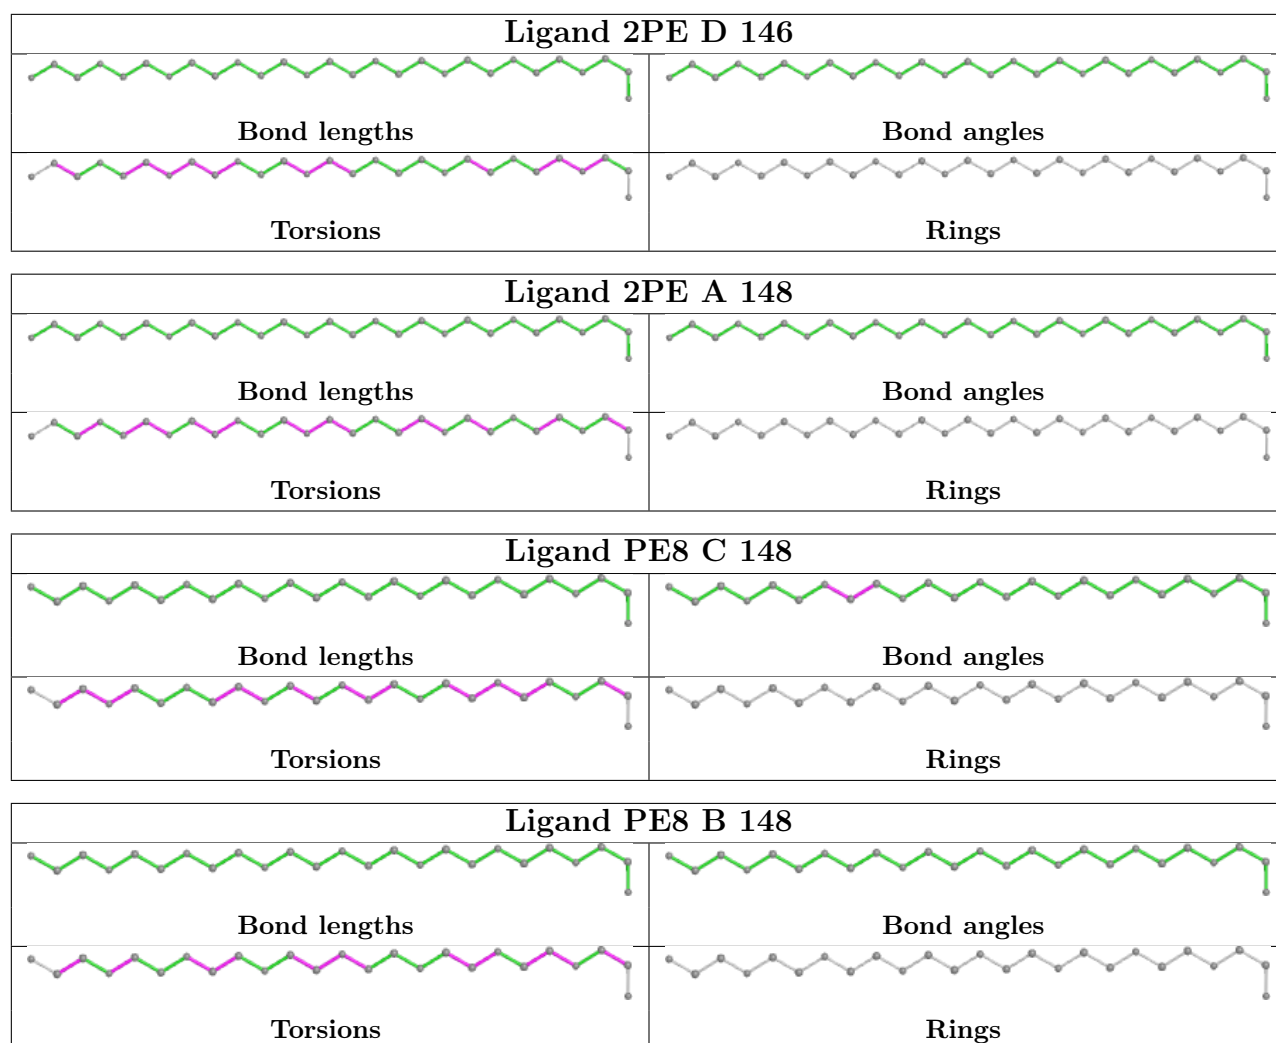 Ligand 2PE D 146
Bond lengths
Bond angles
Torsions
Rings
Ligand 2PE A 148
Bond lengths
Bond angles
Torsions
Rings
Ligand PE8 C 148
Bond lengths
Bond angles
Torsions
Rings
Ligand PE8 B 148
Bond lengths
Bond angles
Torsions
Rings